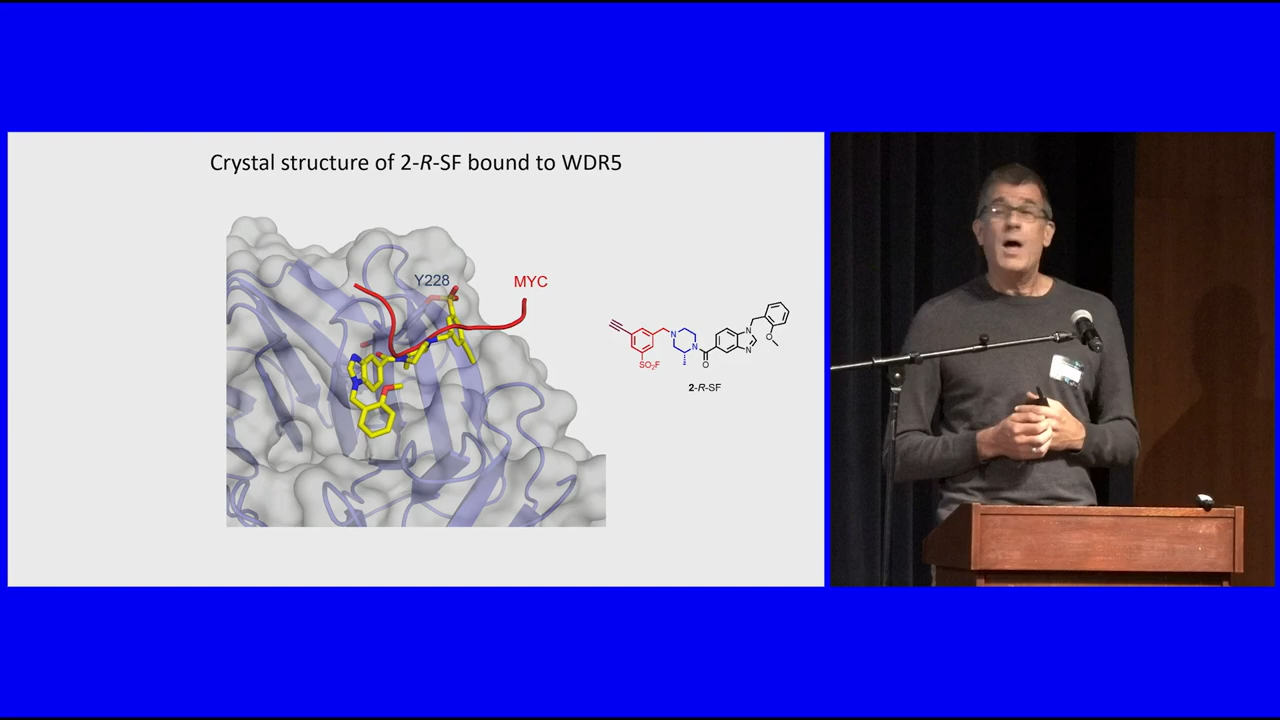 Crystal structure of 2-R-SF bound to WDR5
Y228
MYC
N
N
SO₂F
O
N
N
O
2-R-SF